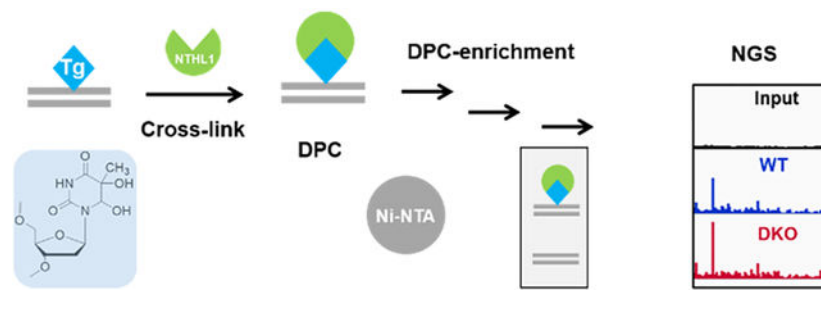 Tg
NTHL1
Cross-link
DPC
DPC-enrichment
Ni-NTA
NGS
Input
WT
DKO
O
CH₃
HN
OH
O
N
OH
O
O
O